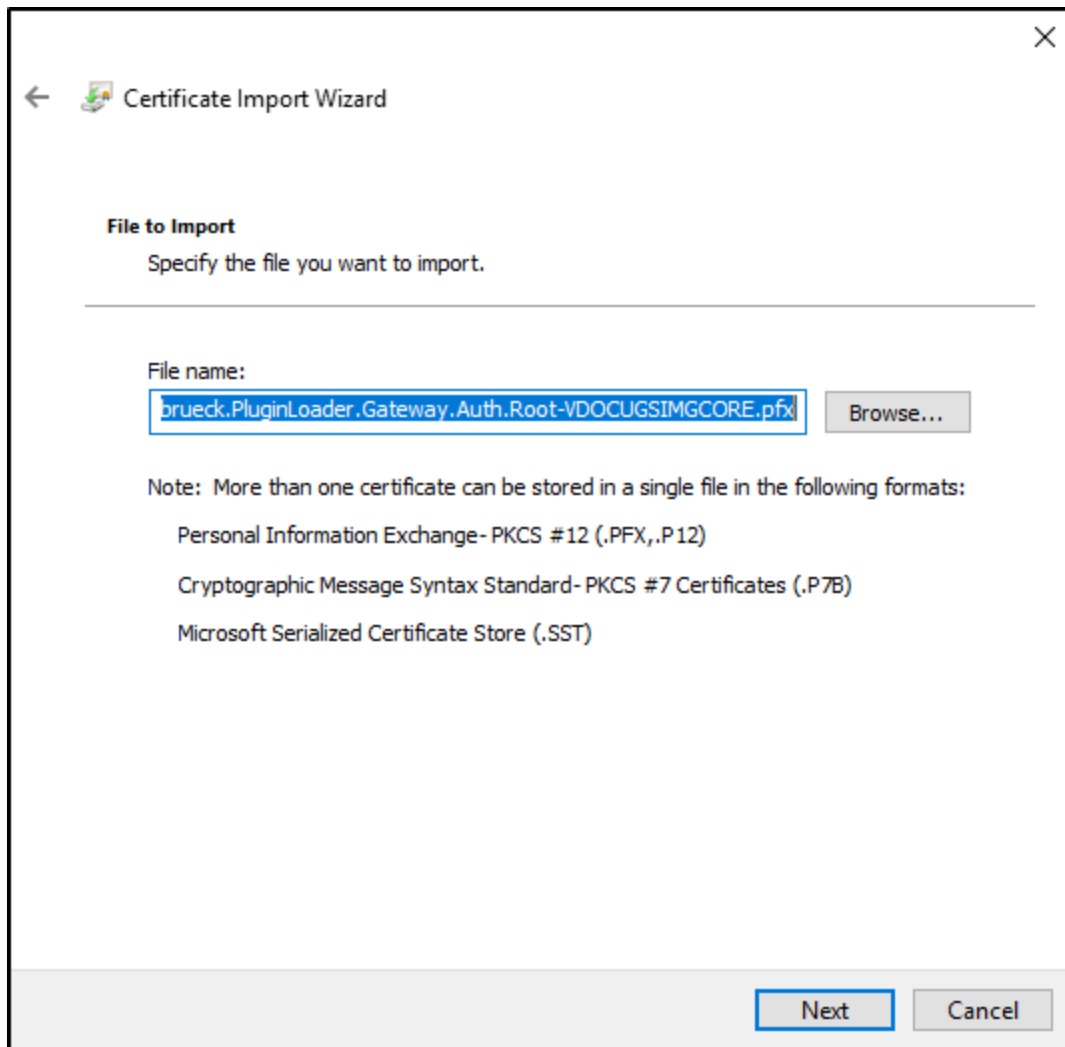 Certificate Import Wizard
File to Import
Specify the file you want to import.
File name:
brueck.PluginLoader.Gateway.Auth.Root-VDOCUGSIMGCORE.pfx
Browse...
Note: More than one certificate can be stored in a single file in the following formats:
Personal Information Exchange- PKCS #12 (.PFX,.P12)
Cryptographic Message Syntax Standard- PKCS #7 Certificates (.P7B)
Microsoft Serialized Certificate Store (.SST)
Next
Cancel